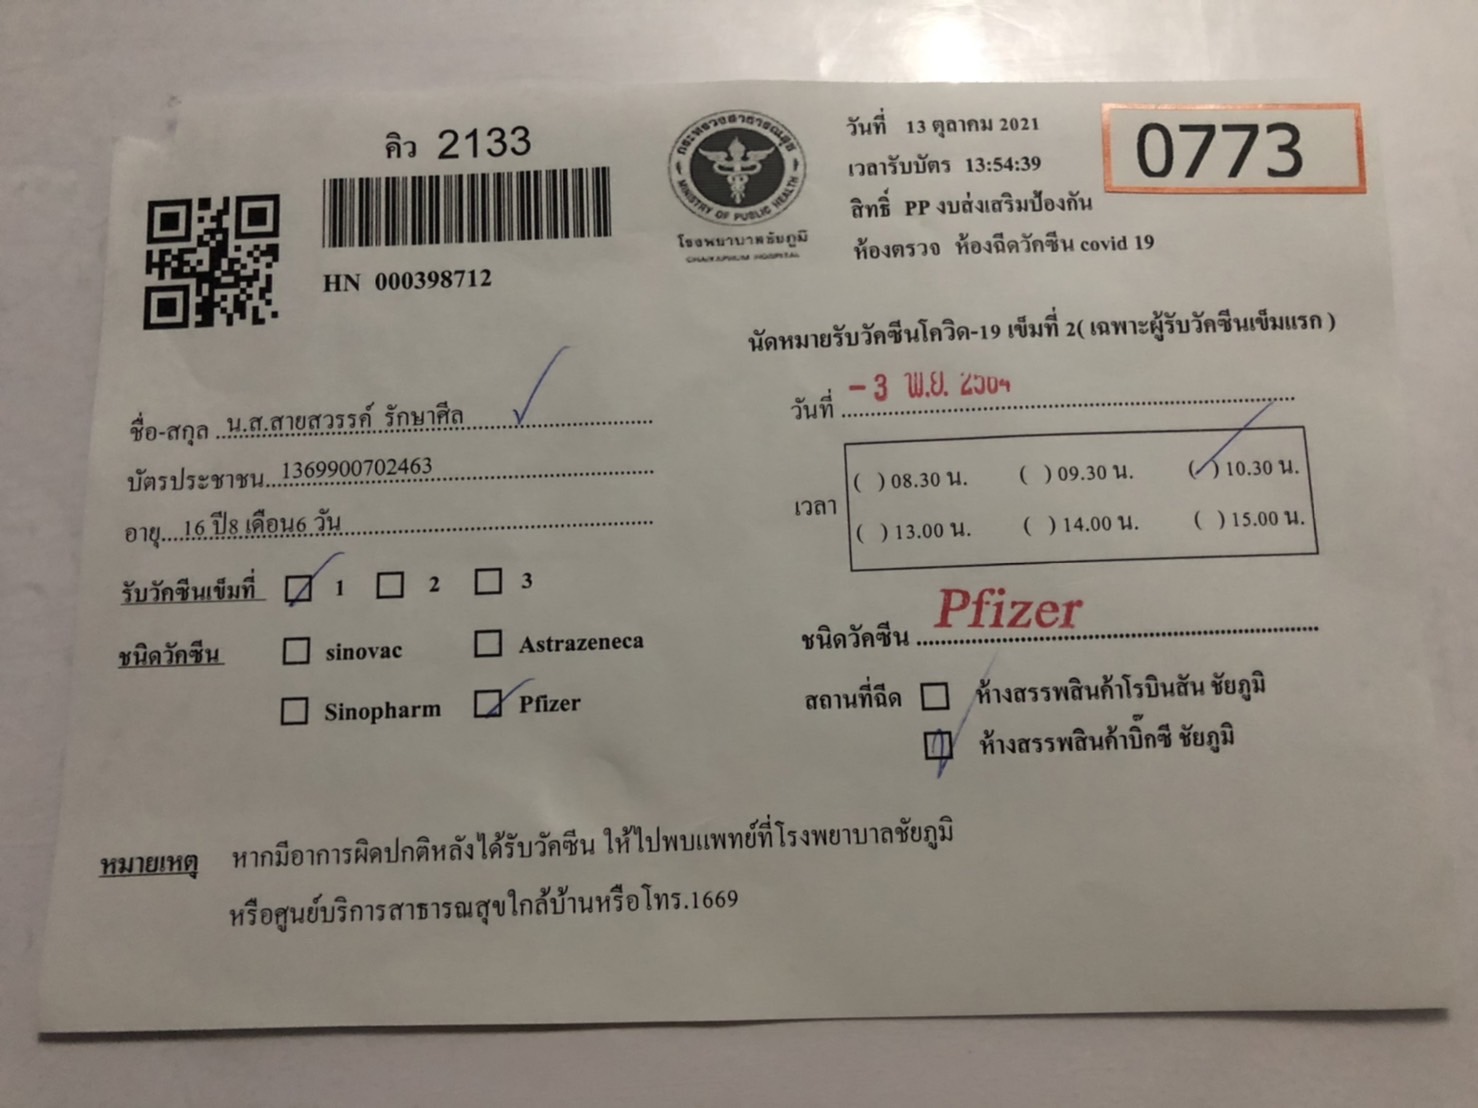 คิว 2133
HN 000398712
กระทรวงสาธารณสุข
MINISTRY OF PUBLIC HEALTH
โรงพยาบาลชัยภูมิ
CHAIYAPHUM HOSPITAL
วันที่ 13 ตุลาคม 2021
เวลารับบัตร 13:54:39
สิทธิ์ PP งบส่งเสริมป้องกัน
ห้องตรวจ ห้องฉีดวัคซีน covid 19
0773
ชื่อ-สกุล น.ส.สายสวรรค์ รักษาศีล
บัตรประชาชน 1369900702463
อายุ 16 ปี8 เดือน6 วัน
รับวัคซีนเข็มที่ 1 2 3
ชนิดวัคซีน sinovac Astrazeneca
Sinopharm Pfizer
นัดหมายรับวัคซีนโควิด-19 เข็มที่ 2( เฉพาะผู้รับวัคซีนเข็มแรก )
วันที่ -3 พ.ย. 2564
เวลา
( ) 08.30 น. ( ) 09.30 น. ( ) 10.30 น.
( ) 13.00 น. ( ) 14.00 น. ( ) 15.00 น.
ชนิดวัคซีน Pfizer
สถานที่ฉีด ห้างสรรพสินค้าโรบินสัน ชัยภูมิ
ห้างสรรพสินค้าบิ๊กซี ชัยภูมิ
หมายเหตุ หากมีอาการผิดปกติหลังได้รับวัคซีน ให้ไปพบแพทย์ที่โรงพยาบาลชัยภูมิ
หรือศูนย์บริการสาธารณสุขใกล้บ้านหรือโทร.1669